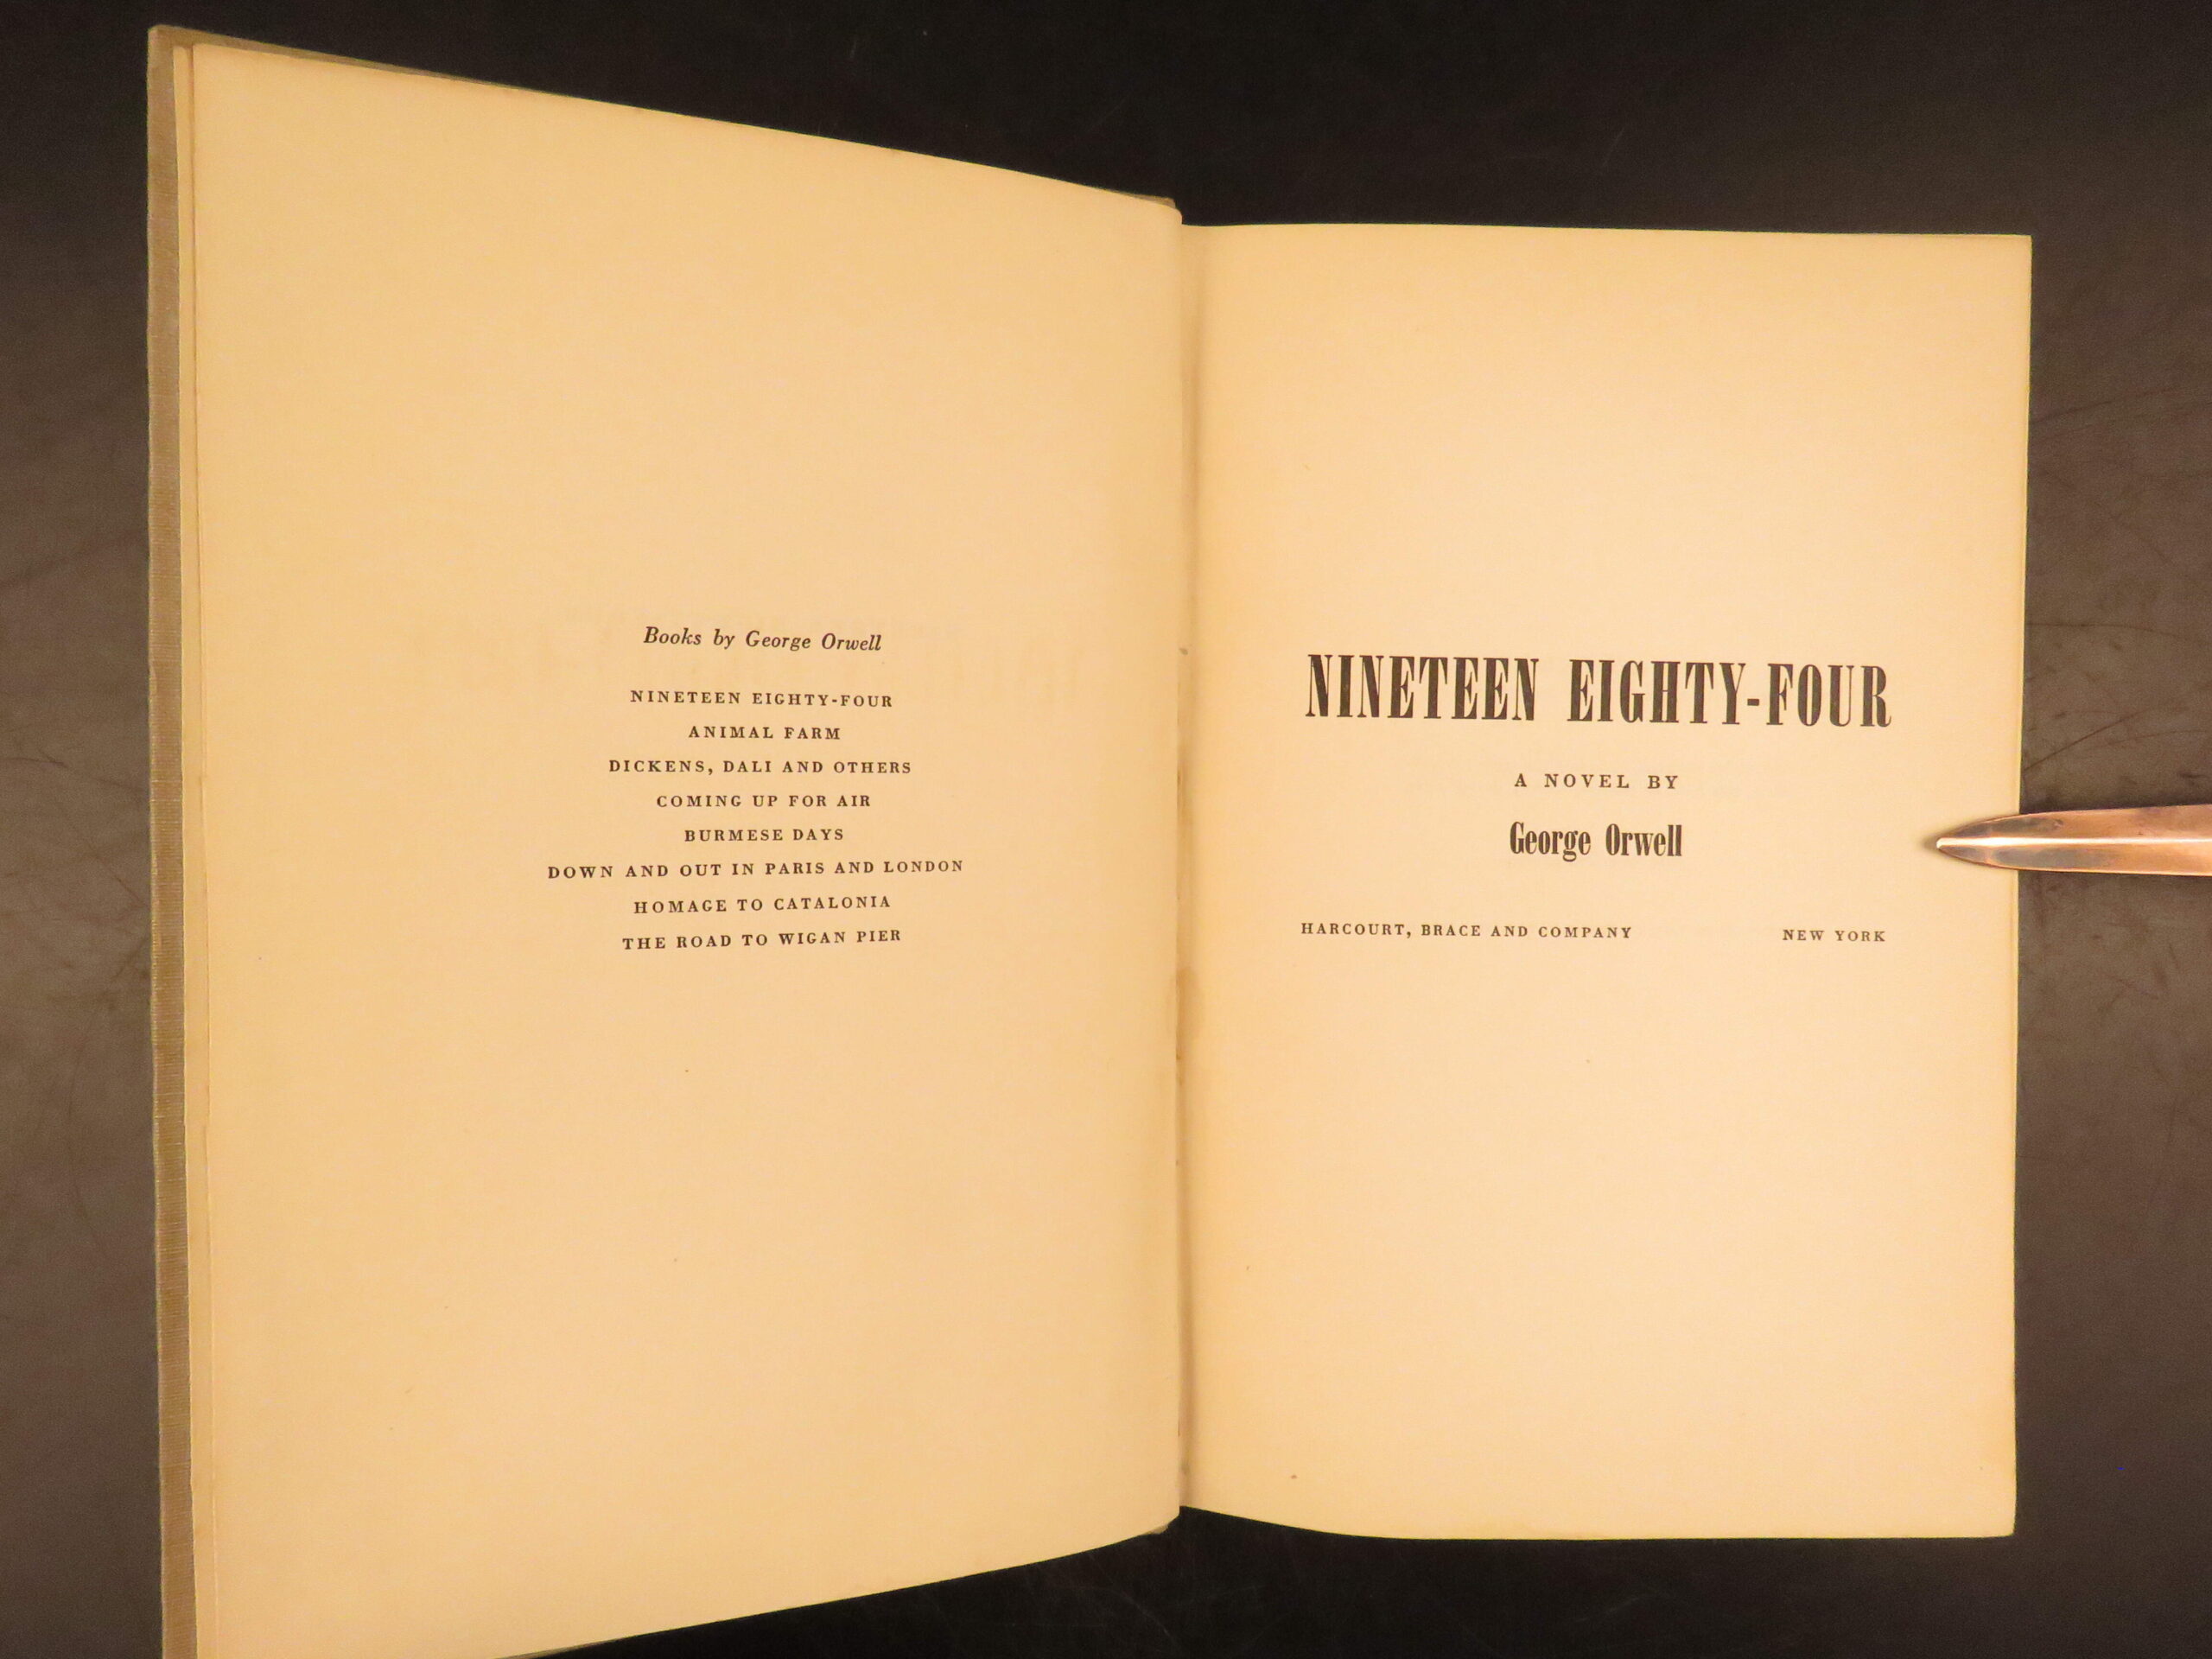 Books by George Orwell
NINETEEN EIGHTY-FOUR
ANIMAL FARM
DICKENS, DALI AND OTHERS
COMING UP FOR AIR
BURMESE DAYS
DOWN AND OUT IN PARIS AND LONDON
HOMAGE TO CATALONIA
THE ROAD TO WIGAN PIER
NINETEEN EIGHTY-FOUR
A NOVEL BY
George Orwell
HARCOURT, BRACE AND COMPANY NEW YORK